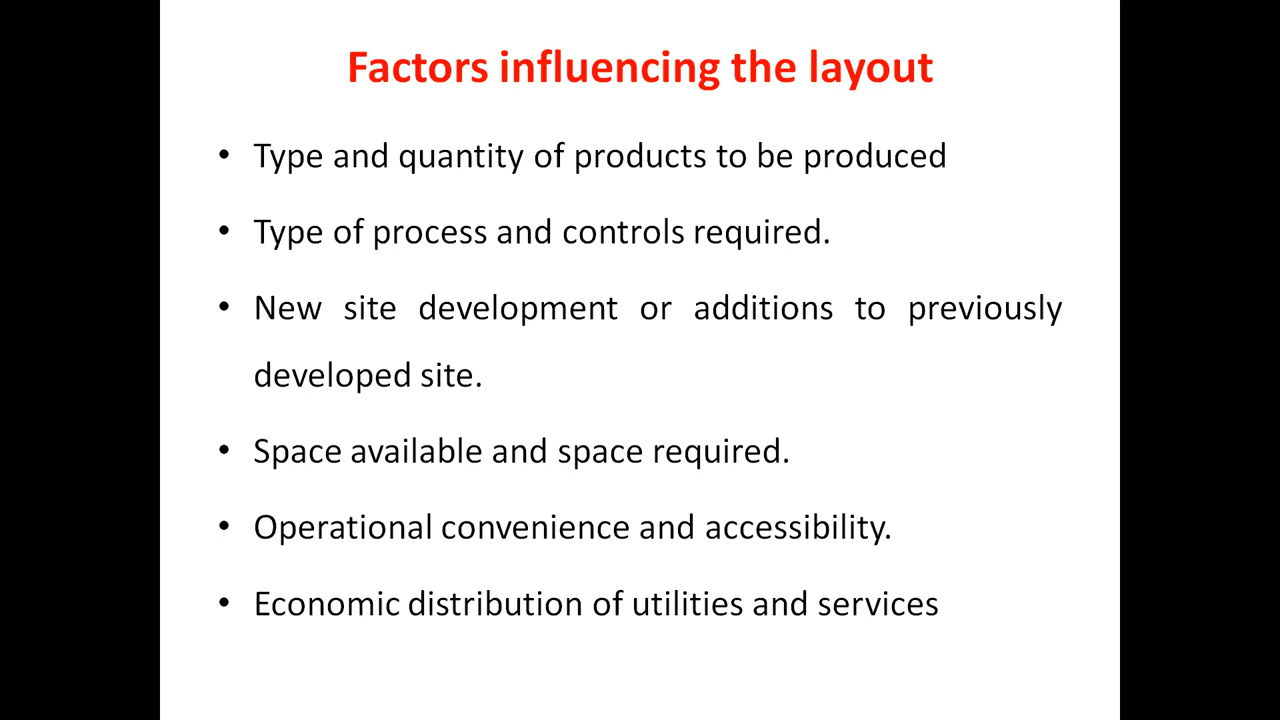 Factors influencing the layout
• Type and quantity of products to be produced
• Type of process and controls required.
• New site development or additions to previously
developed site.
• Space available and space required.
• Operational convenience and accessibility.
• Economic distribution of utilities and services